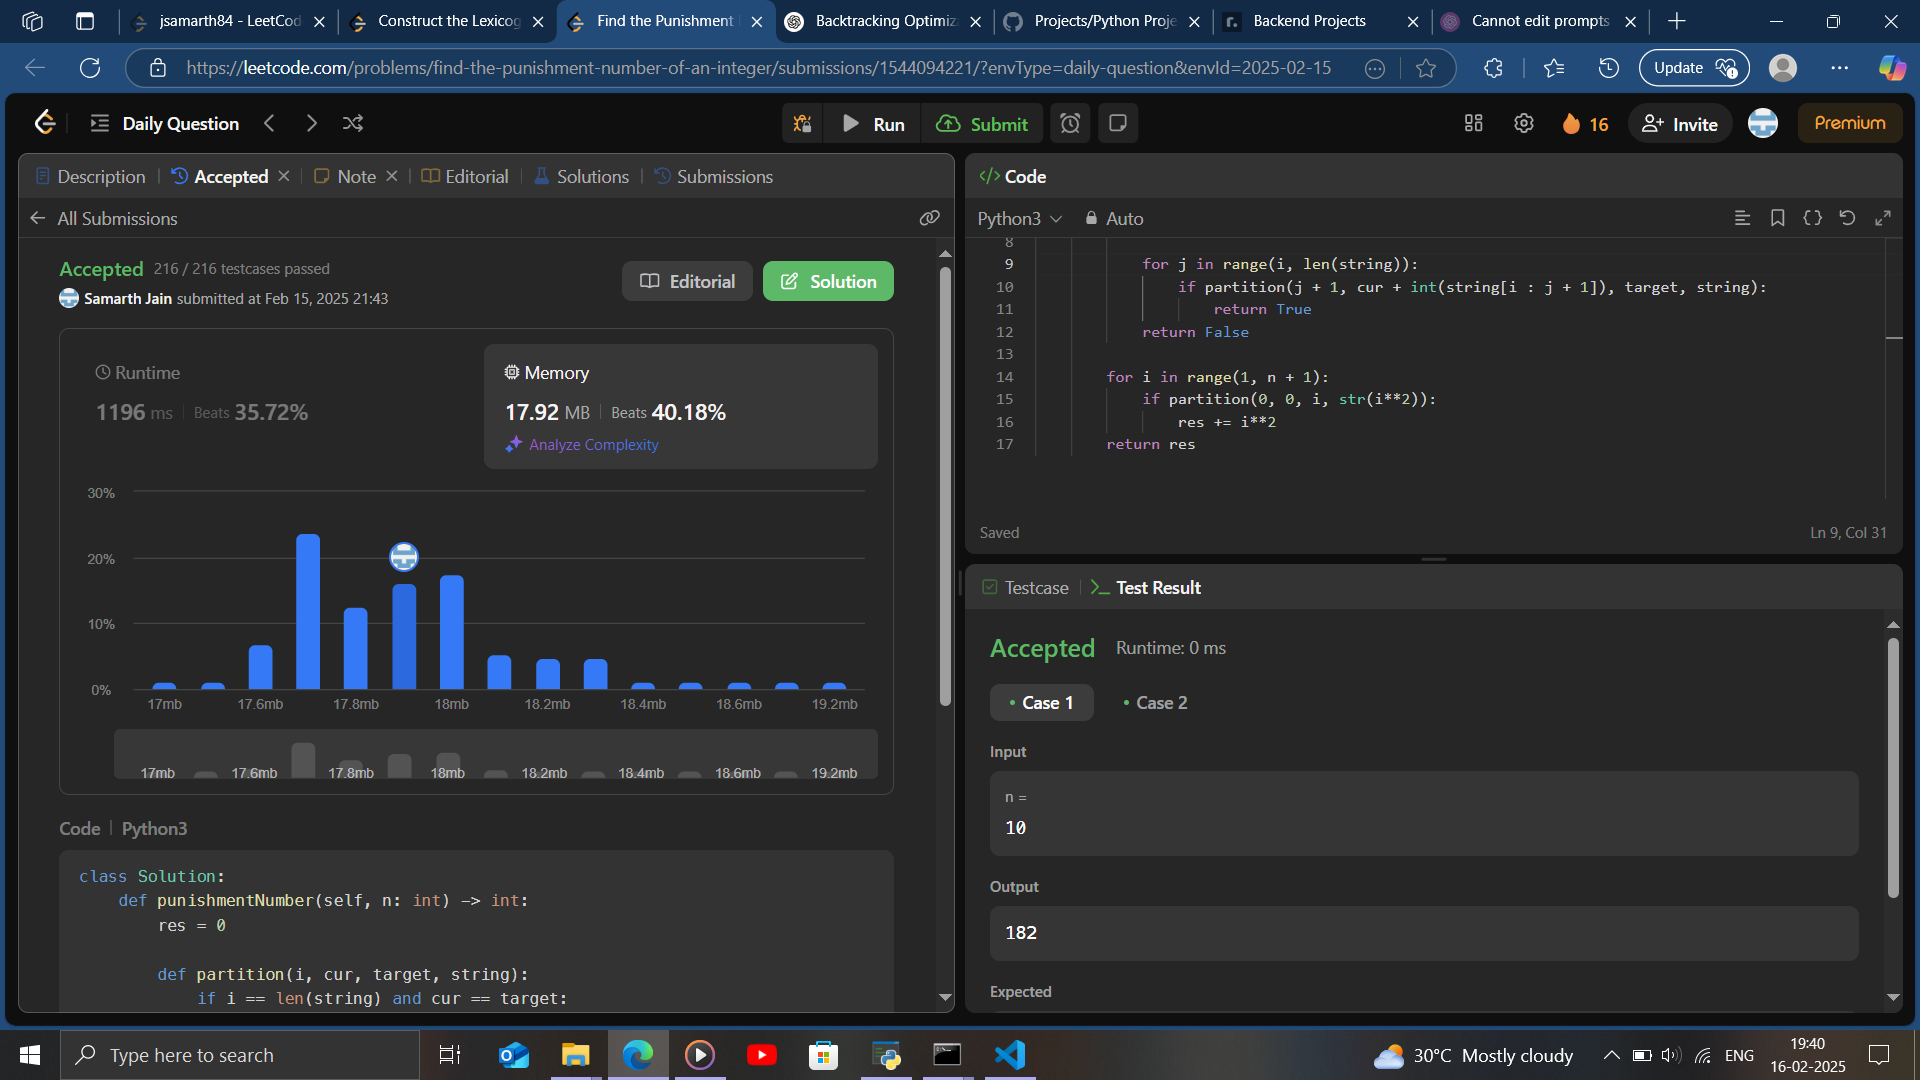 jsamarth84 - LeetCod
Construct the Lexicog
Find the Punishment
Backtracking Optimiz
Projects/Python Proje
Backend Projects
Cannot edit prompts
https://leetcode.com/problems/find-the-punishment-number-of-an-integer/submissions/1544094221/?envType=daily-question&envId=2025-02-15
Update
Daily Question
Run
Submit
16
Invite
Premium
Description
Accepted
Note
Editorial
Solutions
Submissions
All Submissions
Accepted 216 / 216 testcases passed
Samarth Jain submitted at Feb 15, 2025 21:43
Editorial
Solution
Runtime
1196 ms Beats 35.72%
Memory
17.92 MB Beats 40.18%
Analyze Complexity
30%
20%
10%
0%
17mb 17.6mb 17.8mb 18mb 18.2mb 18.4mb 18.6mb 19.2mb
17mb 17.6mb 17.8mb 18mb 18.2mb 18.4mb 18.6mb 19.2mb
Code | Python3
class Solution:
    def punishmentNumber(self, n: int) -> int:
        res = 0
        def partition(i, cur, target, string):
            if i == len(string) and cur == target:
</> Code
Python3
Auto
8
9 for j in range(i, len(string)):
10 if partition(j + 1, cur + int(string[i : j + 1]), target, string):
11 return True
12 return False
13
14 for i in range(1, n + 1):
15 if partition(0, 0, i, str(i**2)):
16 res += i**2
17 return res
Saved
Ln 9, Col 31
Testcase
Test Result
Accepted Runtime: 0 ms
Case 1
Case 2
Input
n =
10
Output
182
Expected
Type here to search
30°C Mostly cloudy
ENG
19:40
16-02-2025